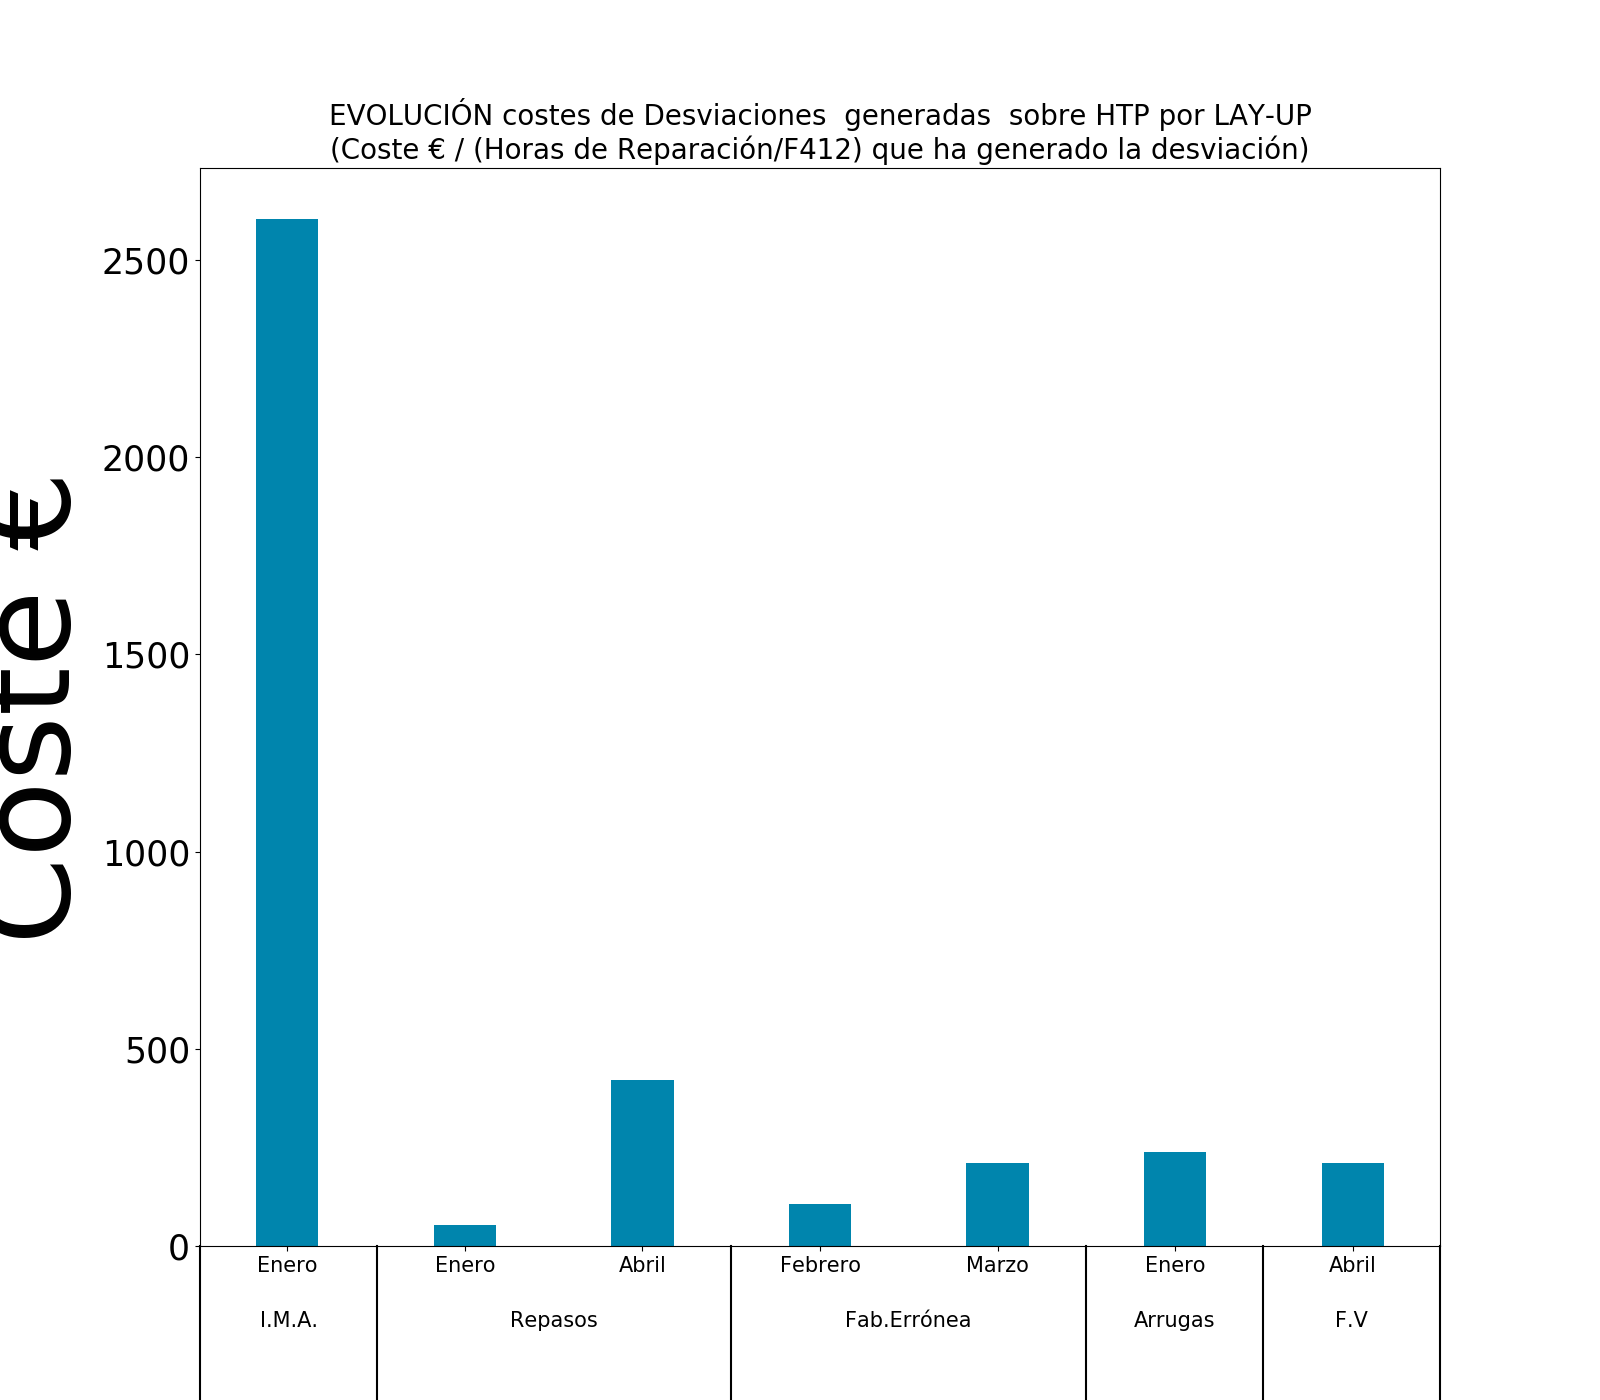 EVOLUCIÓN costes de Desviaciones  generadas  sobre HTP por LAY-UP
(Coste € / (Horas de Reparación/F412) que ha generado la desviación)
Coste €
2500
2000
1500
1000
500
0
Enero Enero Abril Febrero Marzo Enero Abril
I.M.A. Repasos Fab.Errónea Arrugas F.V